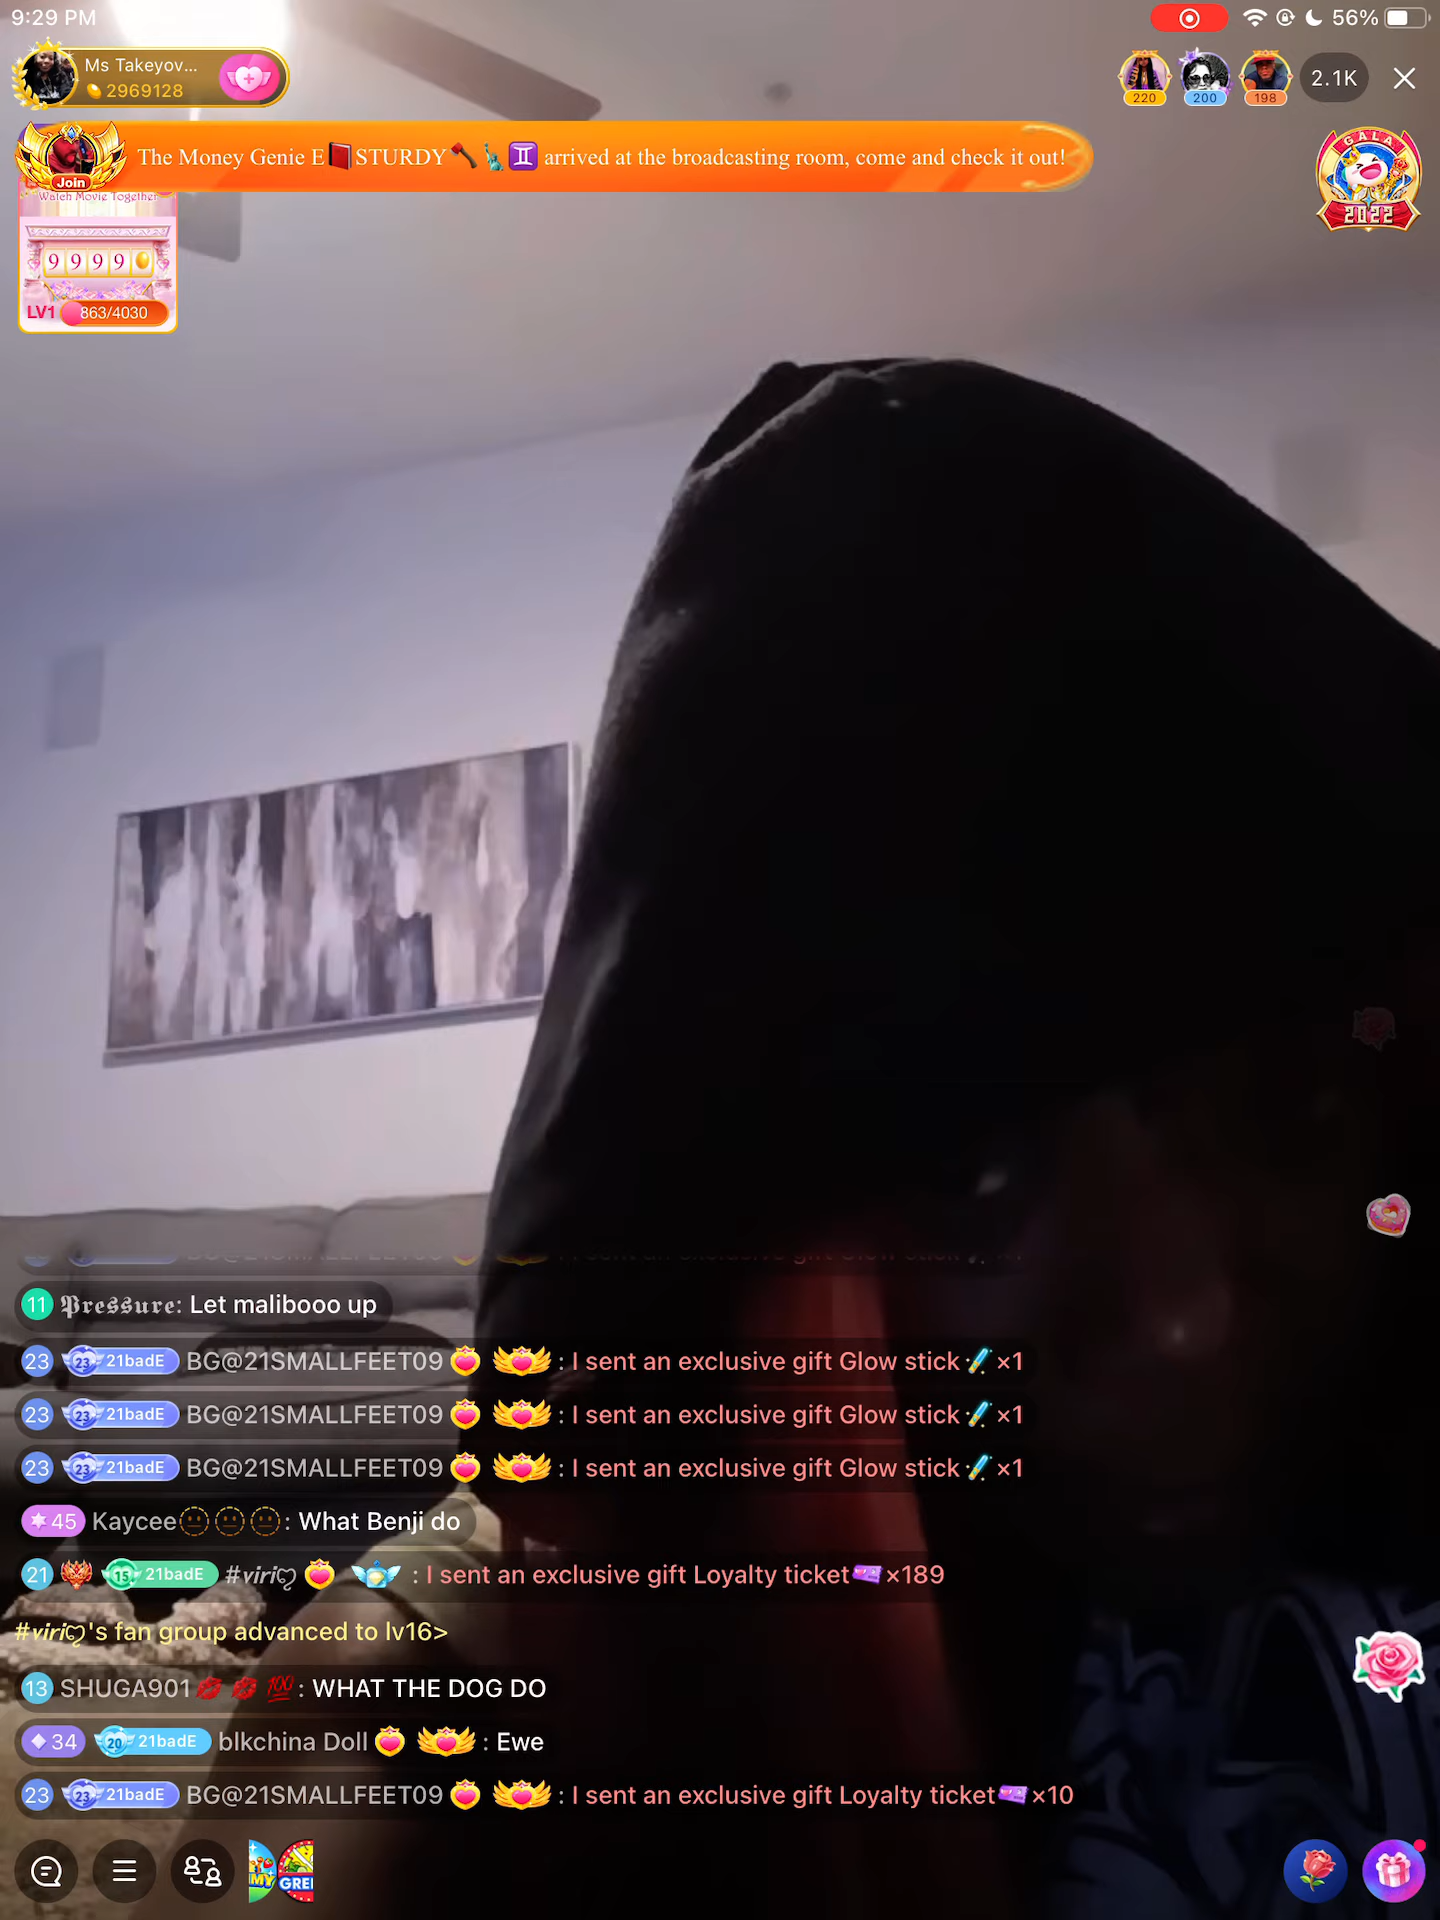 9:29 PM
56%
Ms Takeyov...
2969128
220
200
198
2.1K
The Money Genie E📕STURDY🪓🗽♊ arrived at the broadcasting room, come and check it out!
Join
GALA
2022
Watch Movie Together
9 9 9 9
LV1 863/4030
11 𝕻𝖗𝖊𝖘𝖘𝖚𝖗𝖊: Let malibooo up
23 23 21badE BG@21SMALLFEET09 : I sent an exclusive gift Glow stick ×1
23 23 21badE BG@21SMALLFEET09 : I sent an exclusive gift Glow stick ×1
23 23 21badE BG@21SMALLFEET09 : I sent an exclusive gift Glow stick ×1
45 Kaycee🫥🫥🫥: What Benji do
21 15 21badE #𝙫𝙞𝙧𝙞ღ : I sent an exclusive gift Loyalty ticket ×189
#𝙫𝙞𝙧𝙞ღ's fan group advanced to lv16>
13 SHUGA901💋💋💯: WHAT THE DOG DO
34 20 21badE blkchina Doll : Ewe
23 23 21badE BG@21SMALLFEET09 : I sent an exclusive gift Loyalty ticket ×10
MY GREE